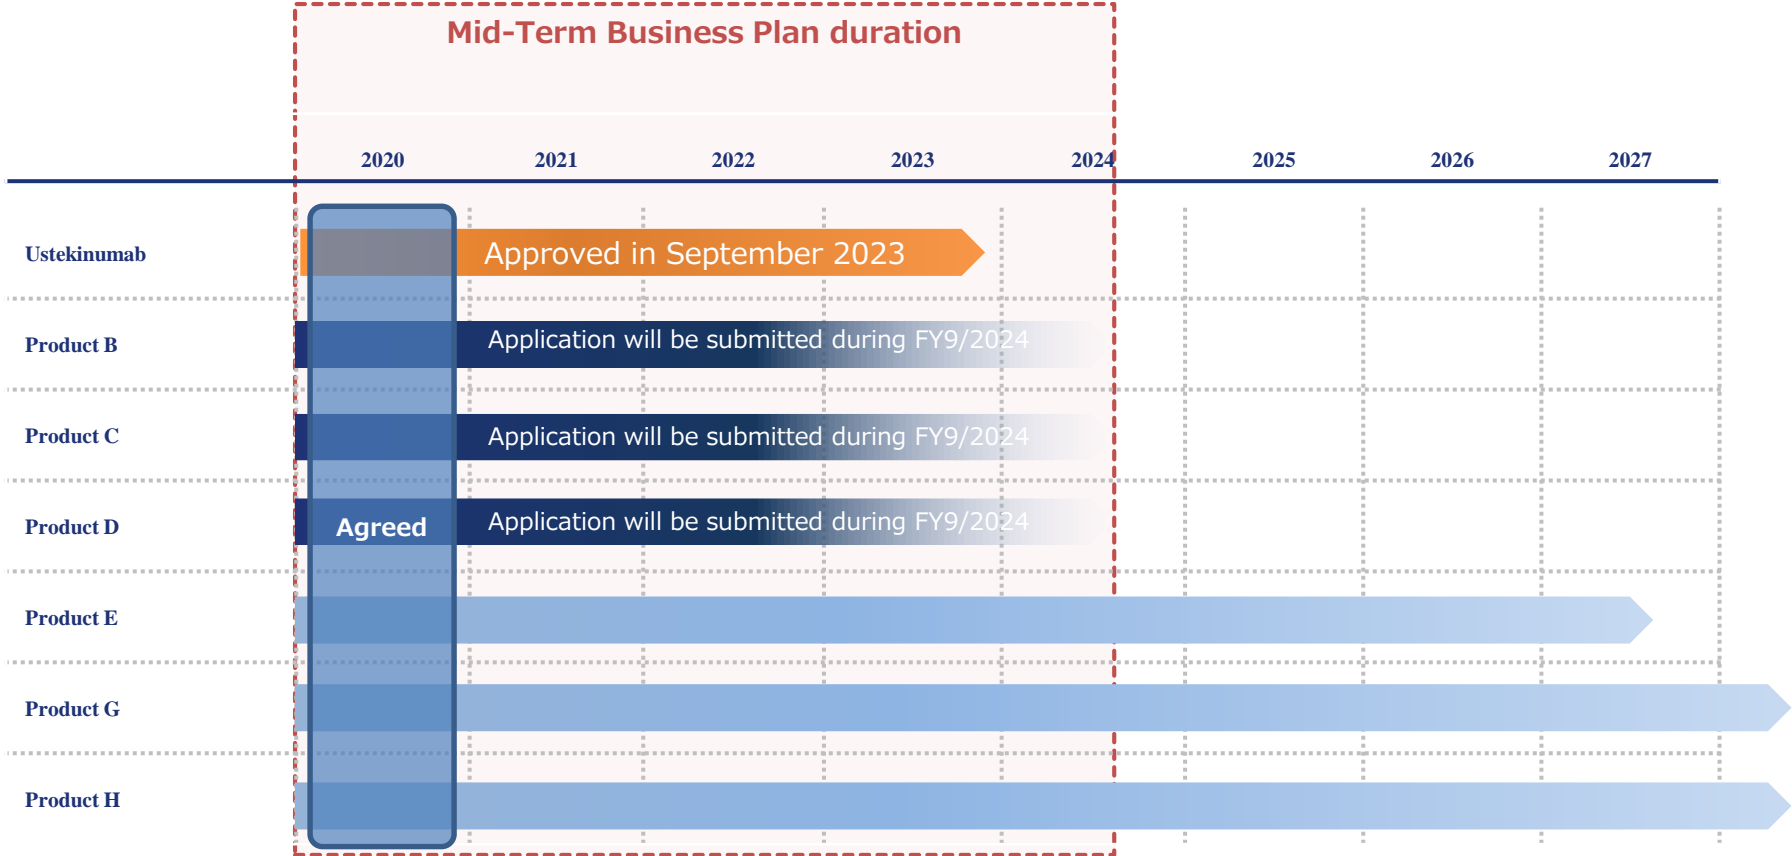 Mid-Term Business Plan duration
2020 2021 2022 2023 2024 2025 2026 2027
Ustekinumab Approved in September 2023
Product B Application will be submitted during FY9/2024
Product C Application will be submitted during FY9/2024
Product D Agreed Application will be submitted during FY9/2024
Product E
Product G
Product H